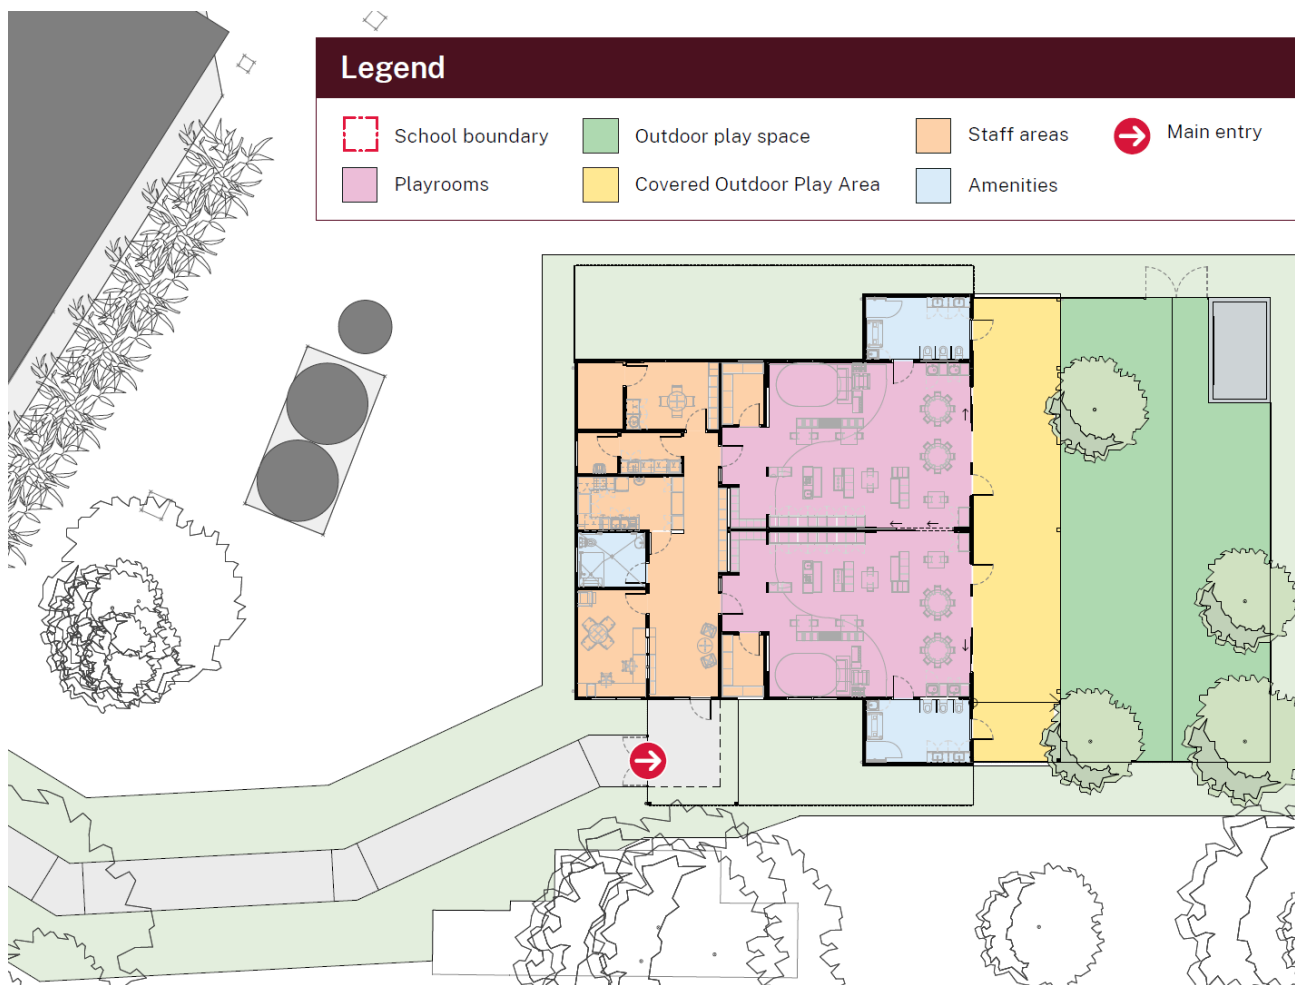 Legend
School boundary
Outdoor play space
Staff areas
Main entry
Playrooms
Covered Outdoor Play Area
Amenities